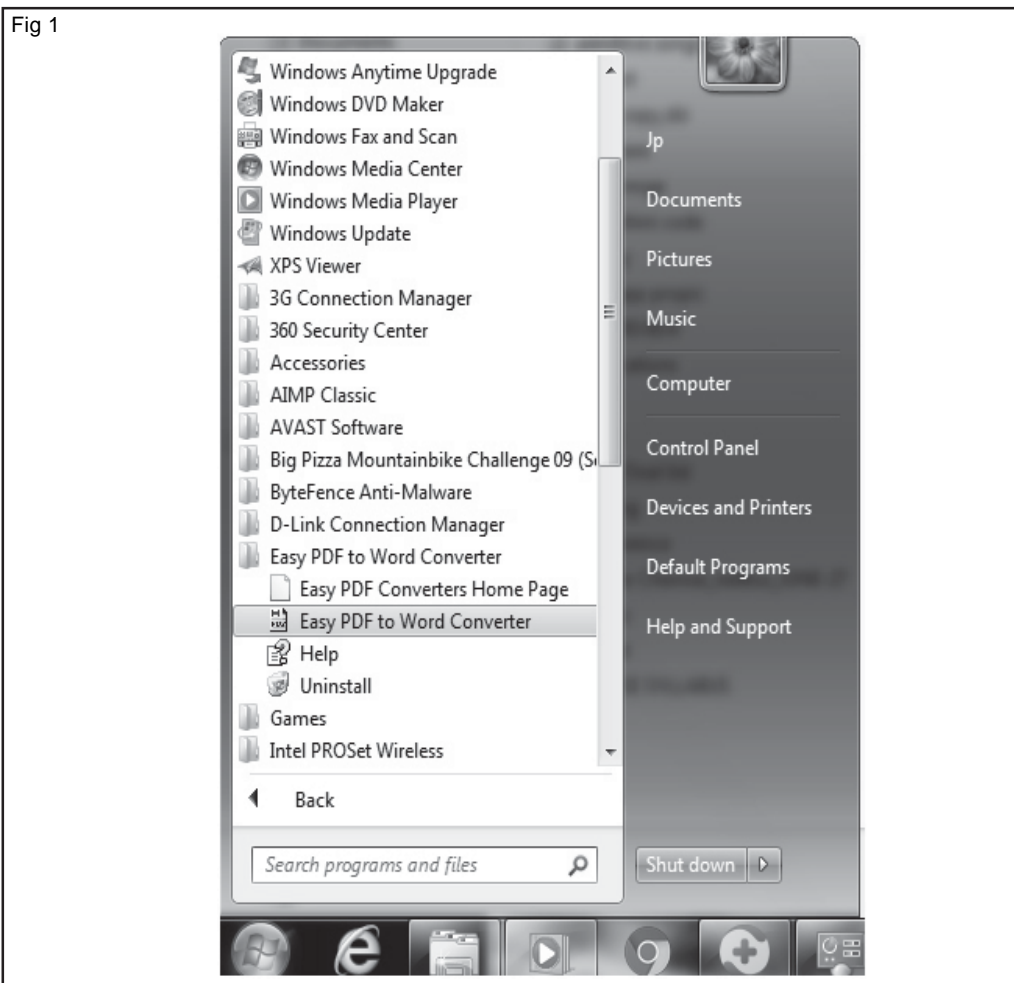 Fig 1
Windows Anytime Upgrade
Windows DVD Maker
Windows Fax and Scan
Windows Media Center
Windows Media Player
Windows Update
XPS Viewer
3G Connection Manager
360 Security Center
Accessories
AIMP Classic
AVAST Software
Big Pizza Mountainbike Challenge 09 (S
ByteFence Anti-Malware
D-Link Connection Manager
Easy PDF to Word Converter
Easy PDF Converters Home Page
Easy PDF to Word Converter
Help
Uninstall
Games
Intel PROSet Wireless
Back
Search programs and files
Jp
Documents
Pictures
Music
Computer
Control Panel
Devices and Printers
Default Programs
Help and Support
Shut down